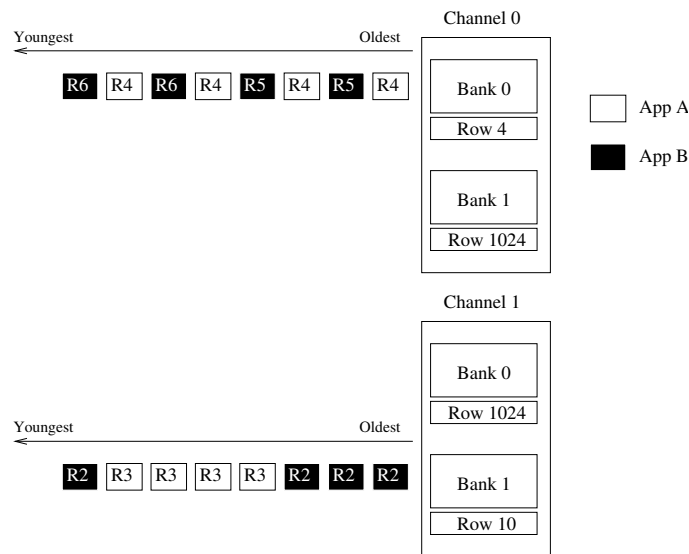 Channel 0
Youngest Oldest
R6 R4 R6 R4 R5 R4 R5 R4
Bank 0
Row 4
App A
App B
Bank 1
Row 1024
Channel 1
Bank 0
Row 1024
Youngest Oldest
R2 R3 R3 R3 R3 R2 R2 R2
Bank 1
Row 10